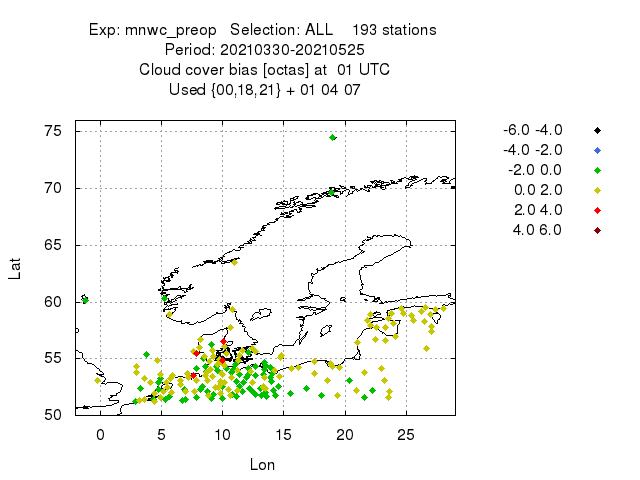 Exp: mnwc_preop Selection: ALL 193 stations
Period: 20210330-20210525
Cloud cover bias [octas] at 01 UTC
Used {00,18,21} + 01 04 07
75
70
65
60
55
50
Lat
0 5 10 15 20 25
Lon
-6.0 -4.0
-4.0 -2.0
-2.0 0.0
0.0 2.0
2.0 4.0
4.0 6.0